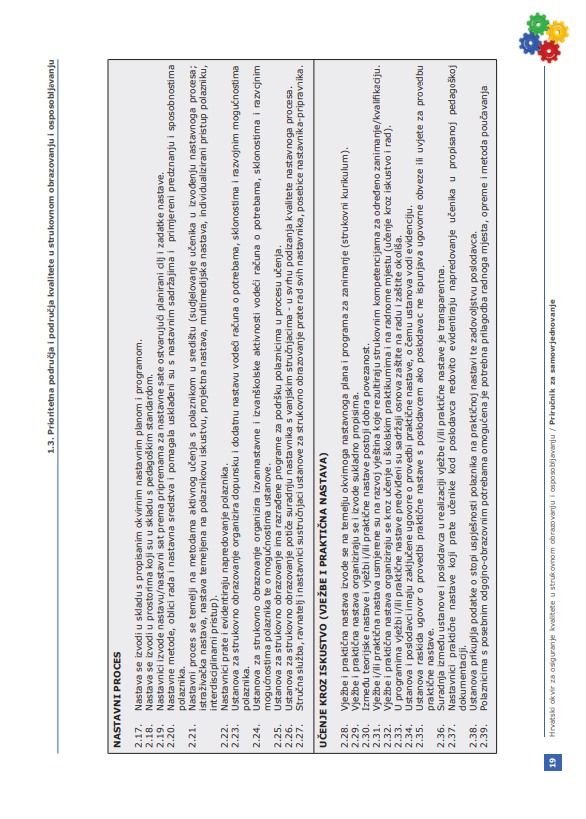 1.3. Prioritetna područja i područja kvalitete u strukovnom obrazovanju i osposobljavanju
NASTAVNI PROCES
2.17. Nastava se izvodi u skladu s propisanim okvirnim nastavnim planom i programom.
2.18. Nastava se izvodi u prostorima koji su u skladu s pedagoškim standardom.
2.19. Nastavnici izvode nastavu/nastavni sat prema pripremama za nastavne sate ostvarujući planirani cilj i zadatke nastave.
2.20. Nastavne metode, oblici rada i nastavna sredstva i pomagala usklađeni su s nastavnim sadržajima i primjereni predznanju i sposobnostima
polaznika.
2.21. Nastavni proces se temelji na metodama aktivnog učenja s polaznikom u središtu (sudjelovanje učenika u izvođenju nastavnoga procesa;
istraživačka nastava, nastava temeljena na polaznikovu iskustvu, projektna nastava, multimedijska nastava, individualizirani pristup polazniku,
interdisciplinarni pristup).
2.22. Nastavnici prate i evidentiraju napredovanje polaznika.
2.23. Ustanova za strukovno obrazovanje organizira dopunsku i dodatnu nastavu vodeći računa o potrebama, sklonostima i razvojnim mogućnostima
polaznika.
2.24. Ustanova za strukovno obrazovanje organizira izvannastavne i izvanškolske aktivnosti vodeći računa o potrebama, sklonostima i razvojnim
mogućnostima polaznika te o mogućnostima ustanove.
2.25. Ustanova za strukovno obrazovanje ima razrađene programe za podršku polaznicima u procesu učenja.
2.26. Ustanova za strukovno obrazovanje potiče suradnju nastavnika s vanjskim stručnjacima - u svrhu podizanja kvalitete nastavnoga procesa.
2.27. Stručna služba, ravnatelj i nastavnici sustručnjaci ustanove za strukovno obrazovanje prate rad svih nastavnika, posebice nastavnika-pripravnika.
UČENJE KROZ ISKUSTVO (VJEŽBE I PRAKTIČNA NASTAVA)
2.28. Vježbe i praktična nastava izvode se na temelju okvirnoga nastavnoga plana i programa za zanimanje (strukovni kurikulum).
2.29. Vježbe i praktična nastava organiziraju se i izvode sukladno propisima.
2.30. Između teorijske nastave i vježbi i/ili praktične nastave postoji dobra povezanost.
2.31. Vježbe i/ili praktična nastava usmjerene su na razvoj vještina koje rezultiraju strukovnim kompetencijama za određeno zanimanje/kvalifikaciju.
2.32. Vježbe i praktična nastava organiziraju se kroz učenje u školskim praktikumima i na radnome mjestu (učenje kroz iskustvo i rad).
2.33. U programima vježbi i/ili praktične nastave predviđeni su sadržaji osnova zaštite na radu i zaštite okoliša.
2.34. Ustanova i poslodavci imaju zaključene ugovore o provedbi praktične nastave, o čemu ustanova vodi evidenciju.
2.35. Ustanova raskida ugovor o provedbi praktične nastave s poslodavcem ako poslodavac ne ispunjava ugovorne obveze ili uvjete za provedbu
praktične nastave.
2.36. Suradnja između ustanove i poslodavca u realizaciji vježbe i/ili praktične nastave je transparentna.
2.37. Nastavnici praktične nastave koji prate učenike kod poslodavca redovito evidentiraju napredovanje učenika u propisanoj pedagoškoj
dokumentaciji.
2.38. Ustanova prikuplja podatke o stopi uspješnosti polaznika na praktičnoj nastavi te zadovoljstvu poslodavca.
2.39. Polaznicima s posebnim odgojno-obrazovnim potrebama omogućena je potrebna prilagodba radnoga mjesta, opreme i metoda poučavanja
19 Hrvatski okvir za osiguranje kvalitete u strukovnom obrazovanju i osposobljavanju / Priručnik za samovrjednovanje